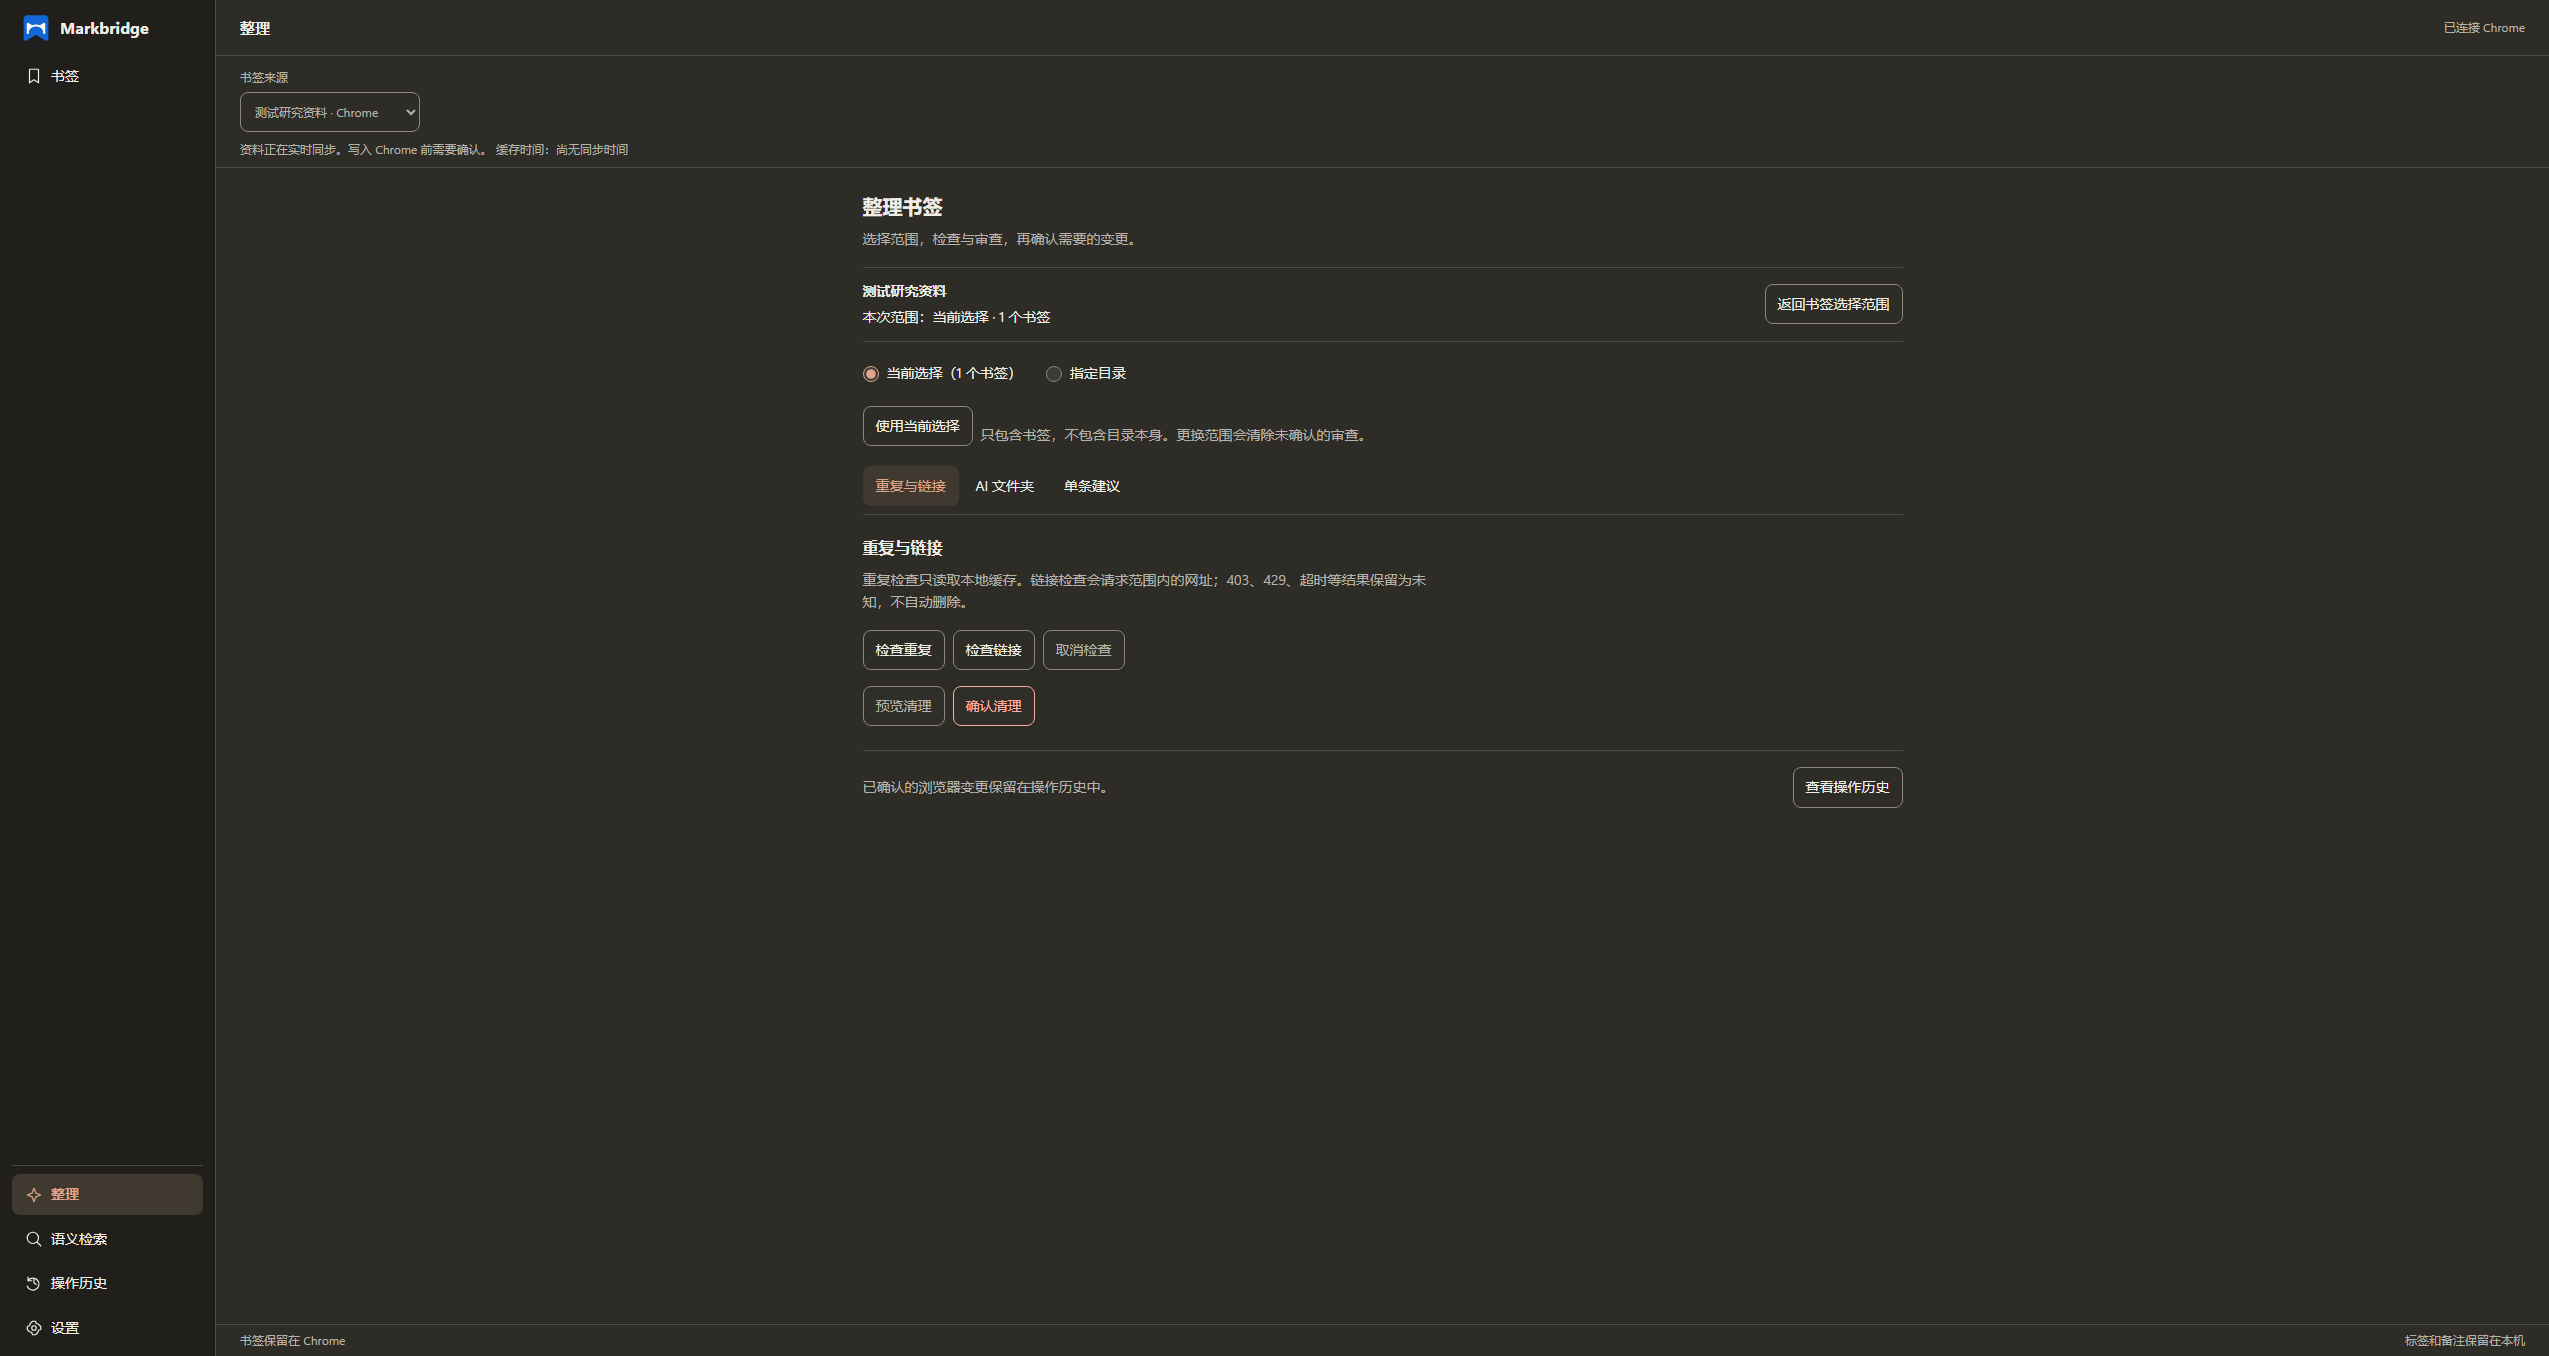 Markbridge
书签
整理
已连接 Chrome
书签来源
测试研究资料 · Chrome
资料正在实时同步。写入 Chrome 前需要确认。 缓存时间：尚无同步时间
整理书签
选择范围，检查与审查，再确认需要的变更。
测试研究资料
本次范围：当前选择 · 1 个书签
返回书签选择范围
当前选择（1 个书签）
指定目录
使用当前选择
只包含书签，不包含目录本身。更换范围会清除未确认的审查。
重复与链接
AI 文件夹
单条建议
重复与链接
重复检查只读取本地缓存。链接检查会请求范围内的网址；403、429、超时等结果保留为未
知，不自动删除。
检查重复
检查链接
取消检查
预览清理
确认清理
已确认的浏览器变更保留在操作历史中。
查看操作历史
整理
语义检索
操作历史
设置
书签保留在 Chrome
标签和备注保留在本机